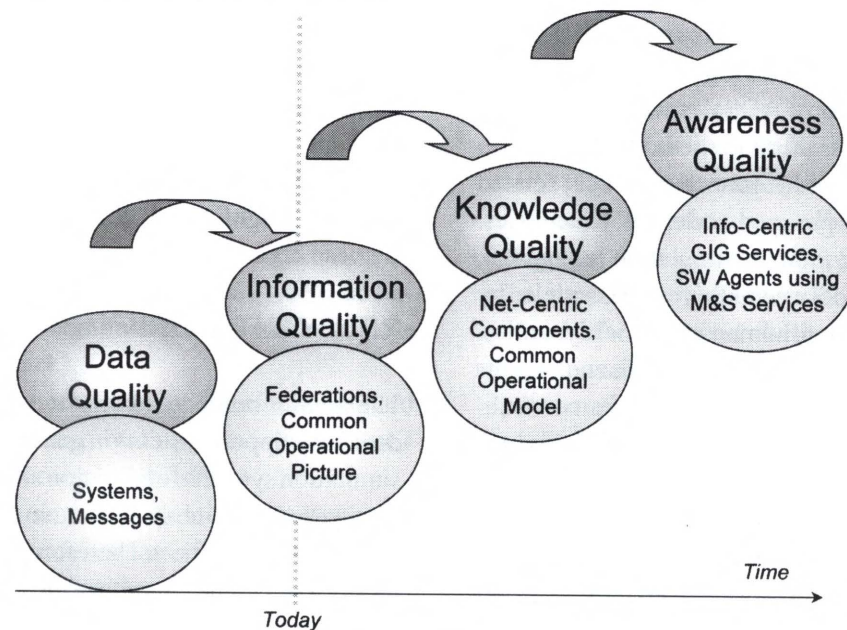 Awareness
Quality
Info-Centric
GIG Services,
SW Agents using
M&S Services
Knowledge
Quality
Net-Centric
Components,
Common
Operational
Model
Information
Quality
Federations,
Common
Operational
Picture
Data
Quality
Systems,
Messages
Time
Today